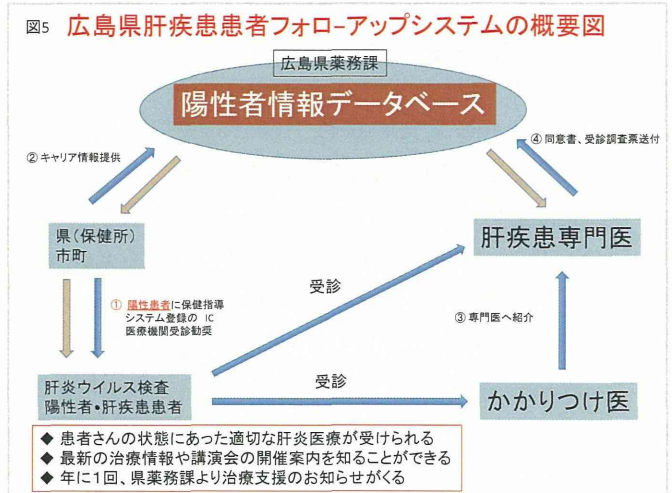 図5 広島県肝疾患患者フォロｰアップシステムの概要図
広島県薬務課
陽性者情報データベース
② キャリア情報提供
④ 同意書、受診調査票送付
県(保健所)
市町
肝疾患専門医
① 陽性患者に保健指導
システム登録の IC
医療機関受診勧奨
受診
③ 専門医へ紹介
肝炎ウイルス検査
陽性者・肝疾患患者
受診
かかりつけ医
◆ 患者さんの状態にあった適切な肝炎医療が受けられる
◆ 最新の治療情報や講演会の開催案内を知ることができる
◆ 年に1回、県薬務課より治療支援のお知らせがくる